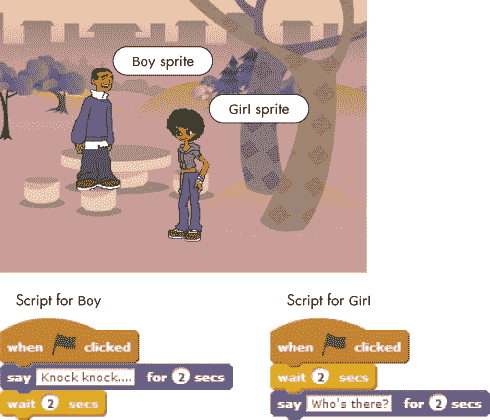 Boy sprite
Girl sprite
Script for Boy
when clicked
say Knock knock.... for 2 secs
wait 2 secs
Script for Girl
when clicked
wait 2 secs
say Who's there? for 2 secs